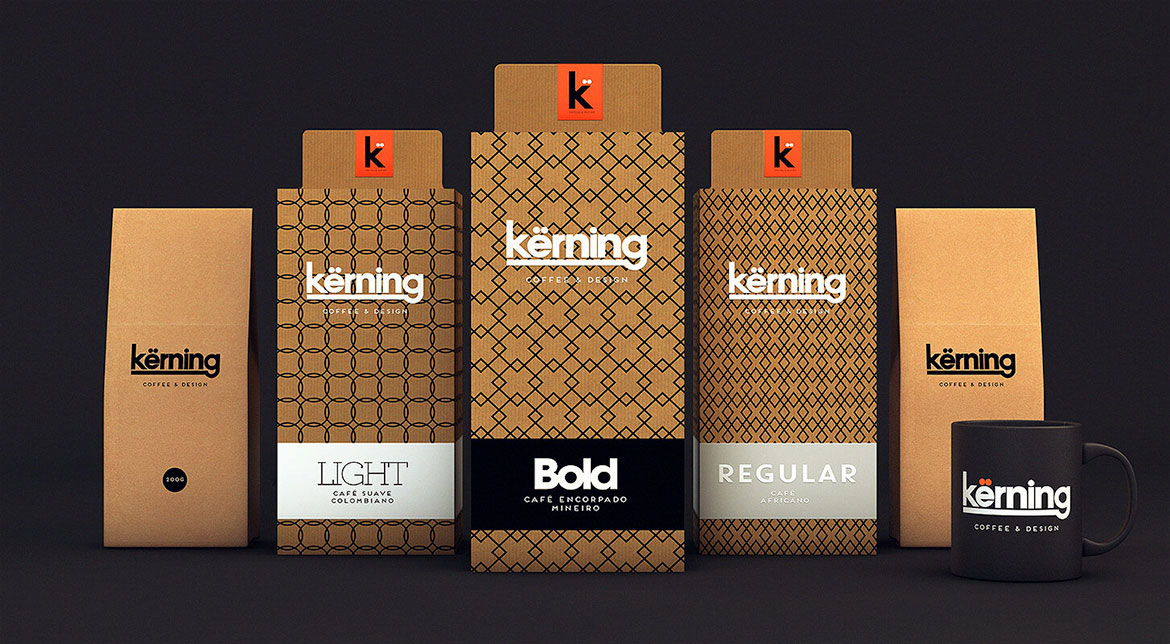 kërning
COFFEE & DESIGN
200G
k̈
kërning
COFFEE & DESIGN
LIGHT
CAFÉ SUAVE
COLOMBIANO
k̈
kërning
COFFEE & DESIGN
Bold
CAFÉ ENCORPADO
MINEIRO
k̈
kërning
COFFEE & DESIGN
REGULAR
CAFÉ
AFRICANO
kërning
COFFEE & DESIGN
kërning
COFFEE & DESIGN